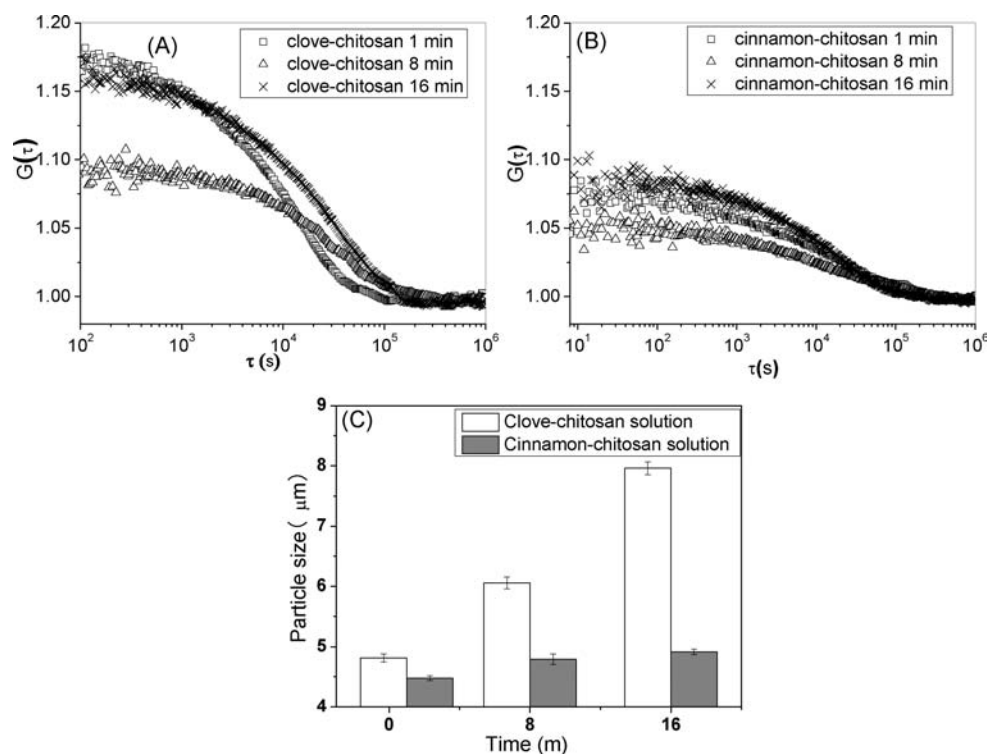 (A)
clove-chitosan 1 min
clove-chitosan 8 min
clove-chitosan 16 min
G(τ)
1.20
1.15
1.10
1.05
1.00
10² 10³ 10⁴ 10⁵ 10⁶
τ (s)
(B)
cinnamon-chitosan 1 min
cinnamon-chitosan 8 min
cinnamon-chitosan 16 min
G(τ)
1.20
1.15
1.10
1.05
1.00
10¹ 10² 10³ 10⁴ 10⁵ 10⁶
τ(s)
(C)
Clove-chitosan solution
Cinnamon-chitosan solution
Particle size( μm)
9
8
7
6
5
4
0 8 16
Time (m)